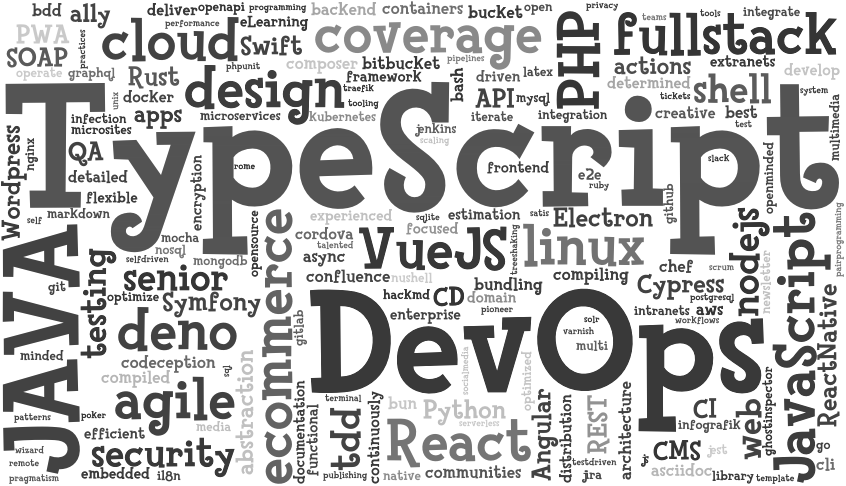 bdd
ally
deliver
openapi
programming
performance
eLearning
backend
containers
bucket
open
privacy
teams
tools
integrate
PWA
SOAP
practices
cloud
Swift
coverage
pipelines
PHP
fullstack
operate
graphql
Rust
phpunit
composer
bitbucket
framework
bash
driven
latex
actions
extranets
determined
develop
unix
docker
design
traefik
tooling
API
mysql
tickets
shell
system
TypeScript
infection
microsites
apps
microservices
kubernetes
jenkins
scaling
iterate
integration
creative
best
test
multimedia
Wordpress
nginx
QA
detailed
flexible
encryption
rome
frontend
e2e
ruby
slack
openminded
github
self
markdown
mocha
nosql
selfdriven
mongodb
opensource
experienced
cordova
talented
async
sqlite
focused
estimation
satis
Electron
VueJS
treeshaking
linux
chef
scrum
nodejs
newsletter
JavaScript
pairprogramming
JAVA
git
testing
senior
optimize
Symfony
ecommerce
gitlab
confluence
nushell
hackmd
CD
bundling
domain
pioneer
compiling
Cypress
postgresql
intranets
aws
workflows
enterprise
deno
DevOps
solr
varnish
multi
minded
codeception
sql
compiled
abstraction
socialmedia
optimized
ReactNative
agile
patterns
poker
media
documentation
functional
terminal
tdd
continuously
bun
Python
serverless
React
Angular
distribution
REST
architecture
CI
infografik
web
ghostinspector
efficient
security
wizard
remote
pragmatism
embedded
i18n
publishing
native
communities
testdriven
jra
jr
CMS
jest
asciidoc
library
template
go
cli